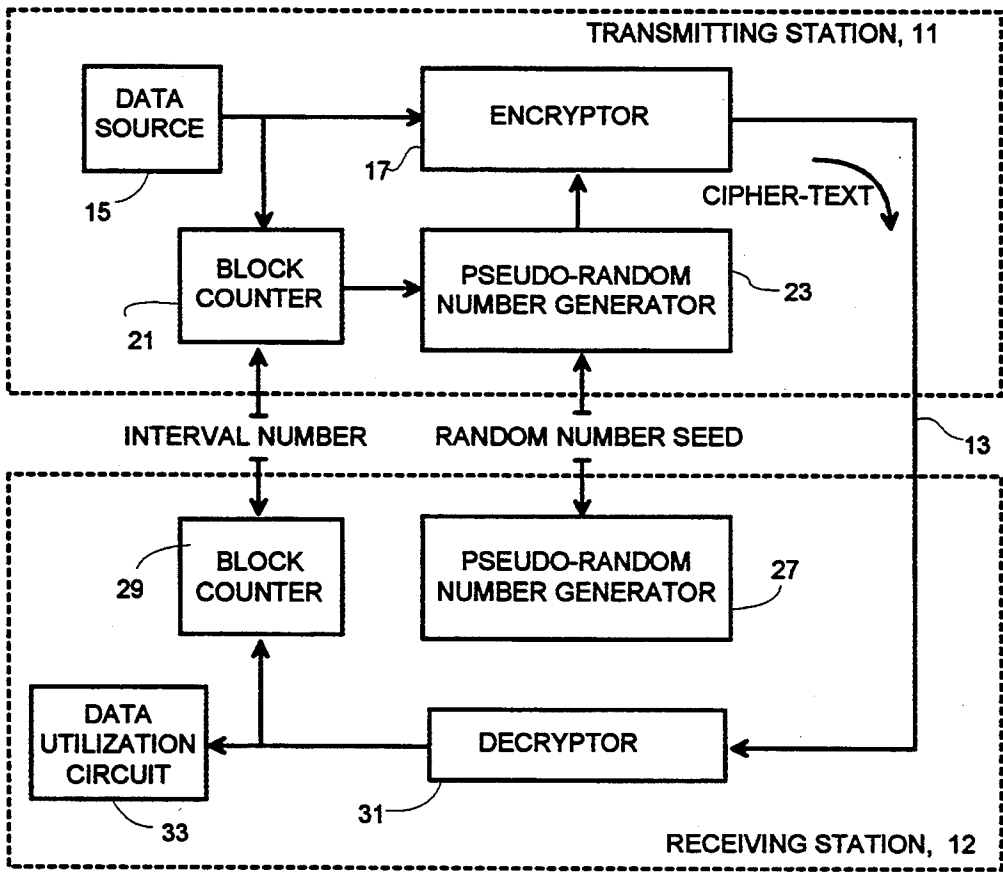 TRANSMITTING STATION, 11
DATA
SOURCE
15
ENCRYPTOR
17
CIPHER-TEXT
BLOCK
COUNTER
21
PSEUDO-RANDOM
NUMBER GENERATOR
23
INTERVAL NUMBER
RANDOM NUMBER SEED
13
29
BLOCK
COUNTER
PSEUDO-RANDOM
NUMBER GENERATOR
27
DATA
UTILIZATION
CIRCUIT
33
DECRYPTOR
31
RECEIVING STATION, 12